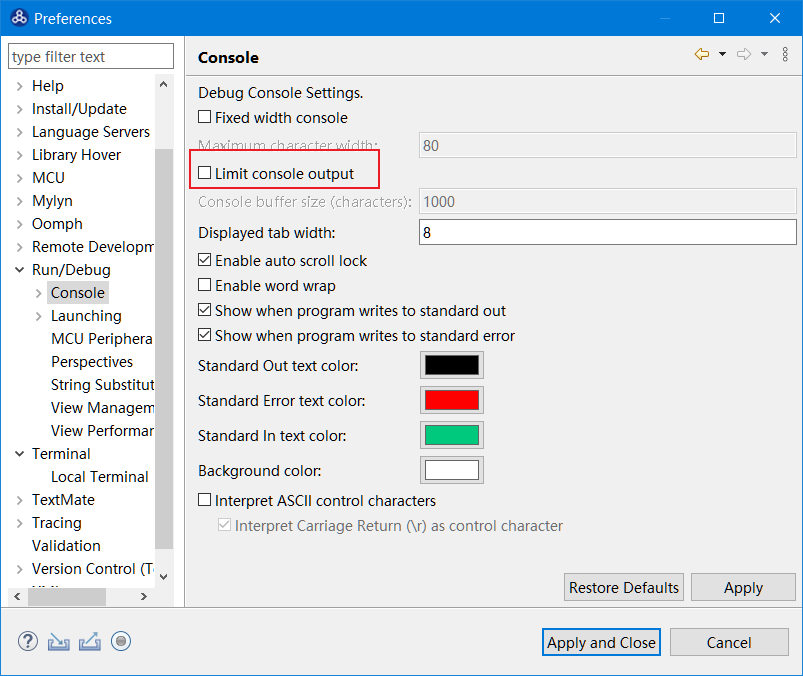 Preferences
type filter text
Help
Install/Update
Language Servers
Library Hover
MCU
Mylyn
Oomph
Remote Developm
Run/Debug
Console
Launching
MCU Periphera
Perspectives
String Substitut
View Managem
View Performar
Terminal
Local Terminal
TextMate
Tracing
Validation
Version Control (T
Console
Debug Console Settings.
Fixed width console
Maximum character width: 80
Limit console output
Console buffer size (characters): 1000
Displayed tab width: 8
Enable auto scroll lock
Enable word wrap
Show when program writes to standard out
Show when program writes to standard error
Standard Out text color:
Standard Error text color:
Standard In text color:
Background color:
Interpret ASCII control characters
Interpret Carriage Return (\r) as control character
Restore Defaults Apply
Apply and Close Cancel